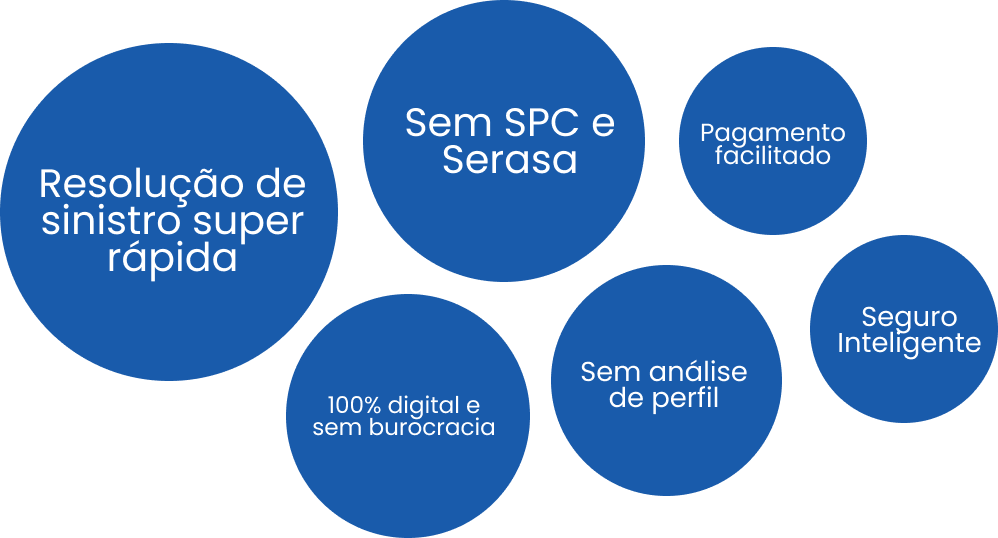 Resolução de
sinistro super
rápida
Sem SPC e
Serasa
Pagamento
facilitado
100% digital e
sem burocracia
Sem análise
de perfil
Seguro
Inteligente